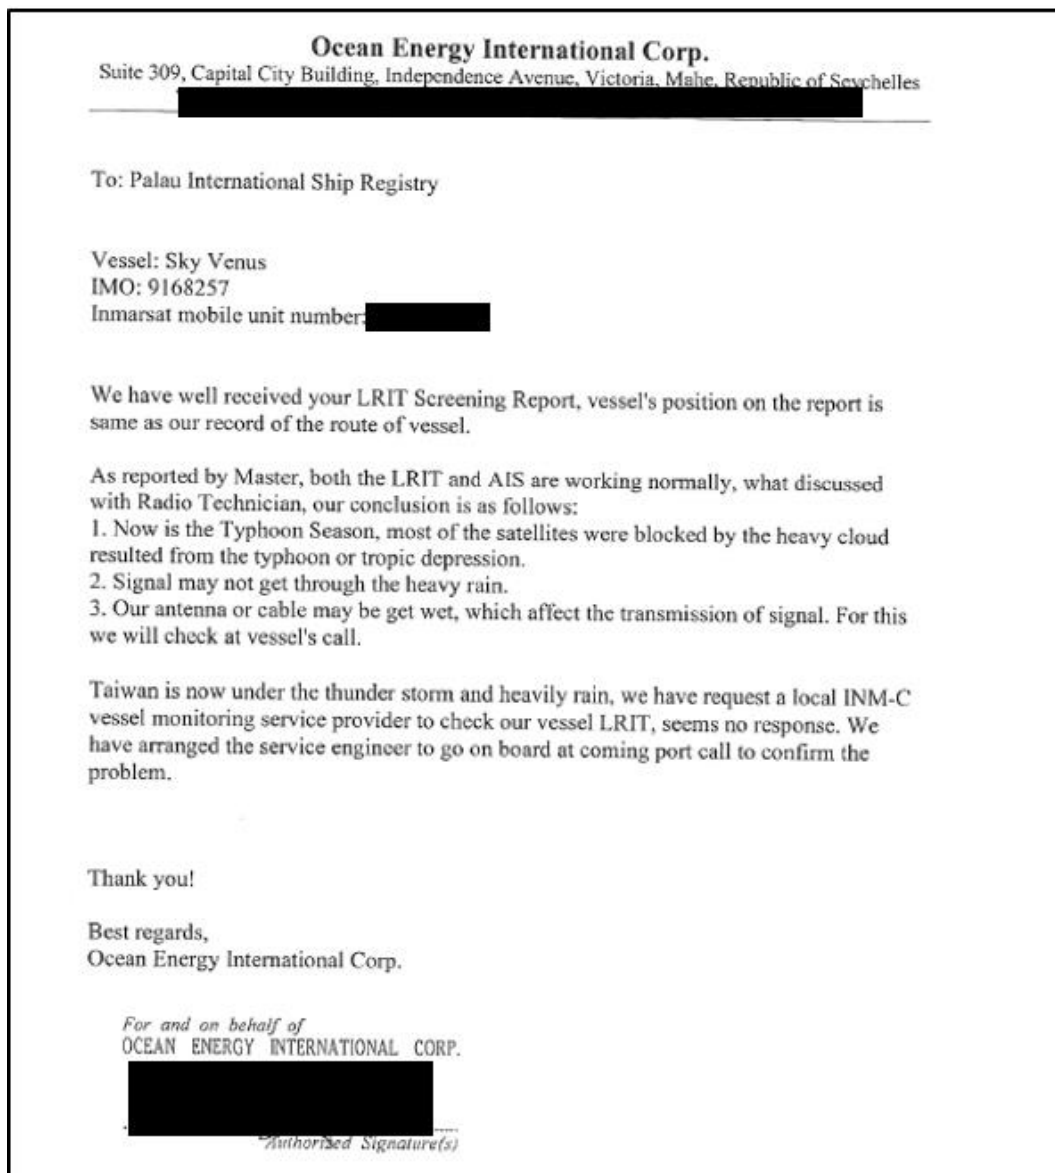 Ocean Energy International Corp.
Suite 309, Capital City Building, Independence Avenue, Victoria, Mahe, Republic of Seychelles
To: Palau International Ship Registry
Vessel: Sky Venus
IMO: 9168257
Inmarsat mobile unit number:
We have well received your LRIT Screening Report, vessel's position on the report is
same as our record of the route of vessel.
As reported by Master, both the LRIT and AIS are working normally, what discussed
with Radio Technician, our conclusion is as follows:
1. Now is the Typhoon Season, most of the satellites were blocked by the heavy cloud
resulted from the typhoon or tropic depression.
2. Signal may not get through the heavy rain.
3. Our antenna or cable may be get wet, which affect the transmission of signal. For this
we will check at vessel's call.
Taiwan is now under the thunder storm and heavily rain, we have request a local INM-C
vessel monitoring service provider to check our vessel LRIT, seems no response. We
have arranged the service engineer to go on board at coming port call to confirm the
problem.
Thank you!
Best regards,
Ocean Energy International Corp.
For and on behalf of
OCEAN ENERGY INTERNATIONAL CORP.
Authorized Signature(s)